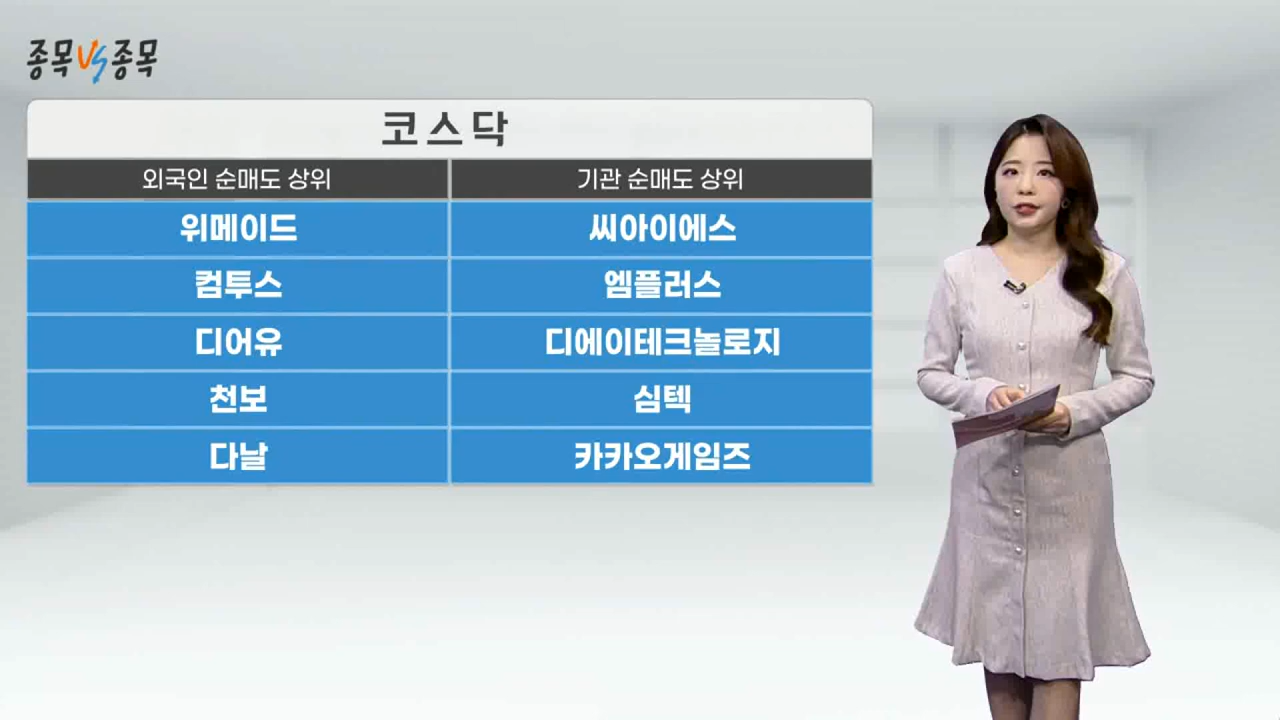 종목VS종목
코스닥
외국인 순매도 상위 기관 순매도 상위
위메이드 씨아이에스
컴투스 엠플러스
디어유 디에이테크놀로지
천보 심텍
다날 카카오게임즈